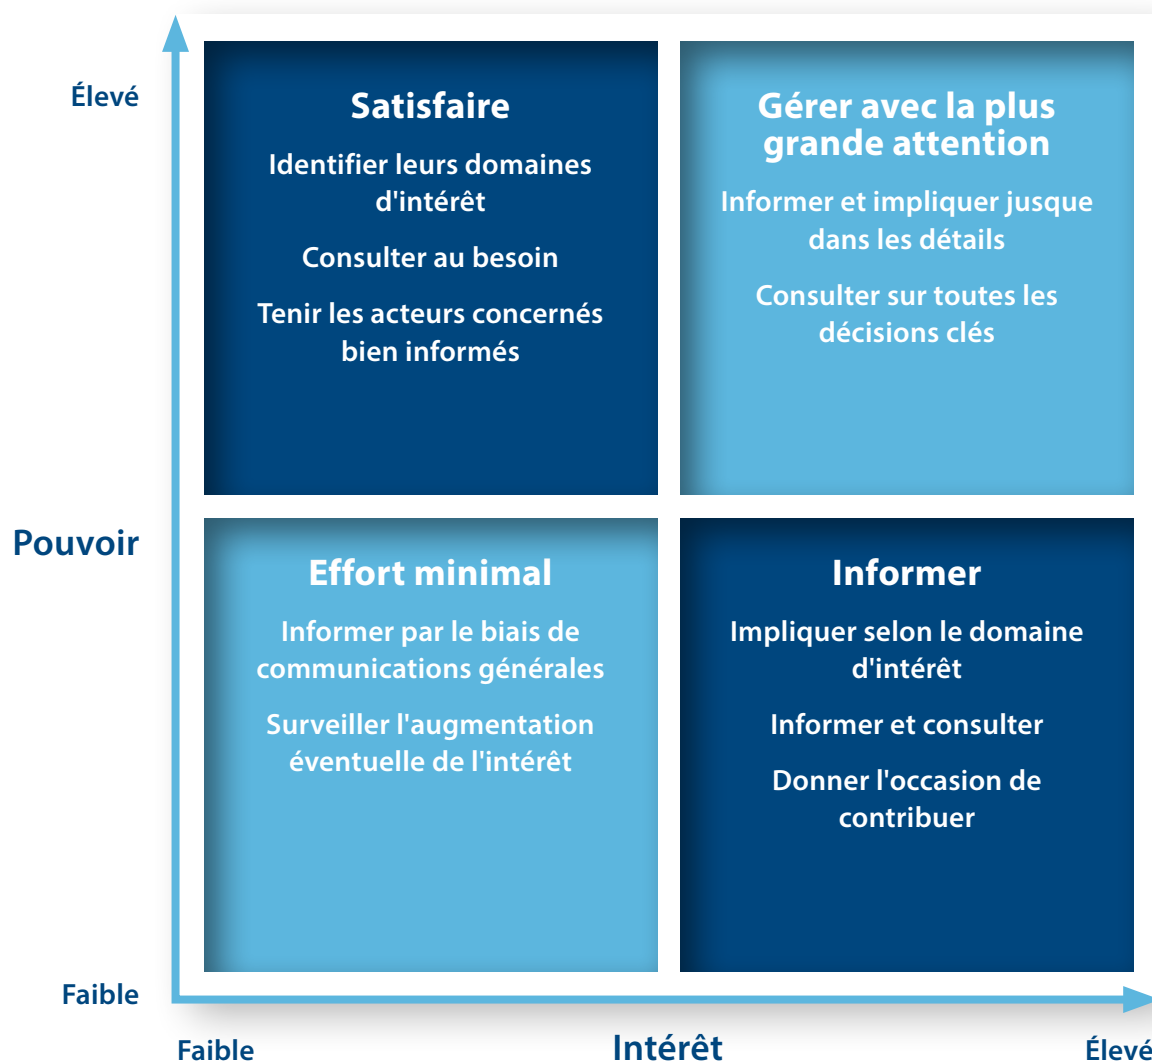 Élevé
Satisfaire
Identifier leurs domaines
d'intérêt
Consulter au besoin
Tenir les acteurs concernés
bien informés
Gérer avec la plus
grande attention
Informer et impliquer jusque
dans les détails
Consulter sur toutes les
décisions clés
Pouvoir
Effort minimal
Informer par le biais de
communications générales
Surveiller l'augmentation
éventuelle de l'intérêt
Informer
Impliquer selon le domaine
d'intérêt
Informer et consulter
Donner l'occasion de
contribuer
Faible
Faible
Intérêt
Élevé